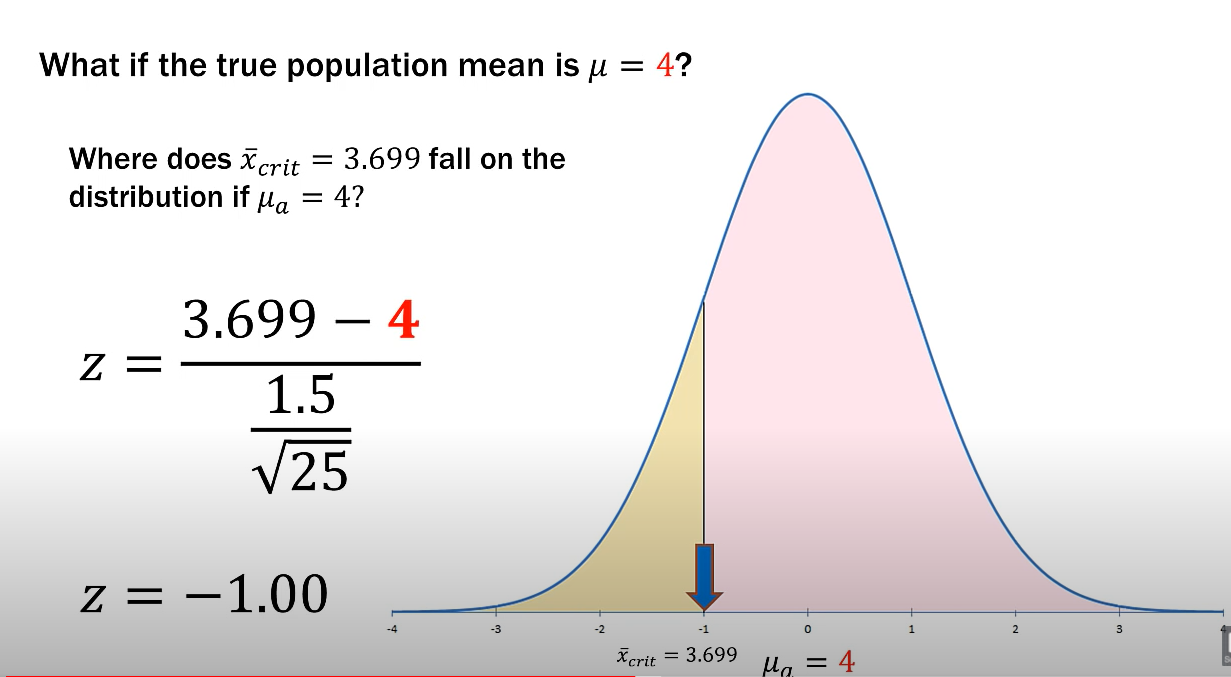 What if the true population mean is μ = 4?
Where does x̄crit = 3.699 fall on the
distribution if μa = 4?
z = (3.699 − 4) / (1.5 / √25)
z = −1.00
-4 -3 -2 -1 0 1 2 3 4
x̄crit = 3.699
μa = 4